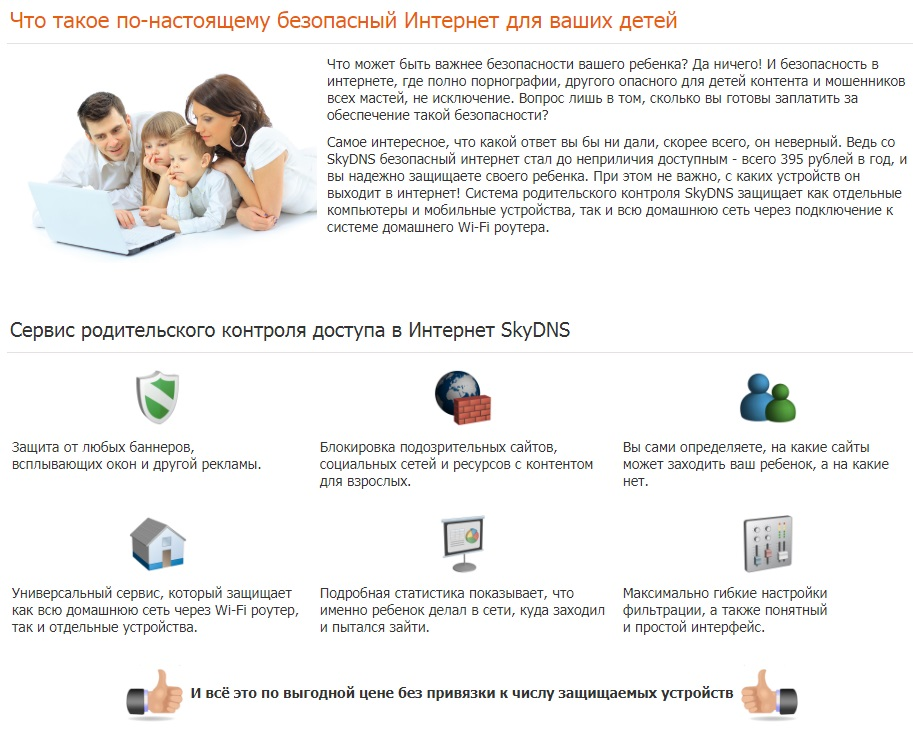 Что такое по-настоящему безопасный Интернет для ваших детей
Что может быть важнее безопасности вашего ребенка? Да ничего! И безопасность в
интернете, где полно порнографии, другого опасного для детей контента и мошенников
всех мастей, не исключение. Вопрос лишь в том, сколько вы готовы заплатить за
обеспечение такой безопасности?
Самое интересное, что какой ответ вы бы ни дали, скорее всего, он неверный. Ведь со
SkyDNS безопасный интернет стал до неприличия доступным - всего 395 рублей в год, и
вы надежно защищаете своего ребенка. При этом не важно, с каких устройств он
выходит в интернет! Система родительского контроля SkyDNS защищает как отдельные
компьютеры и мобильные устройства, так и всю домашнюю сеть через подключение к
системе домашнего Wi-Fi роутера.
Сервис родительского контроля доступа в Интернет SkyDNS
Защита от любых баннеров,
всплывающих окон и другой рекламы.
Блокировка подозрительных сайтов,
социальных сетей и ресурсов с контентом
для взрослых.
Вы сами определяете, на какие сайты
может заходить ваш ребенок, а на какие
нет.
Универсальный сервис, который защищает
как всю домашнюю сеть через Wi-Fi роутер,
так и отдельные устройства.
Подробная статистика показывает, что
именно ребенок делал в сети, куда заходил
и пытался зайти.
Максимально гибкие настройки
фильтрации, а также понятный
и простой интерфейс.
И всё это по выгодной цене без привязки к числу защищаемых устройств